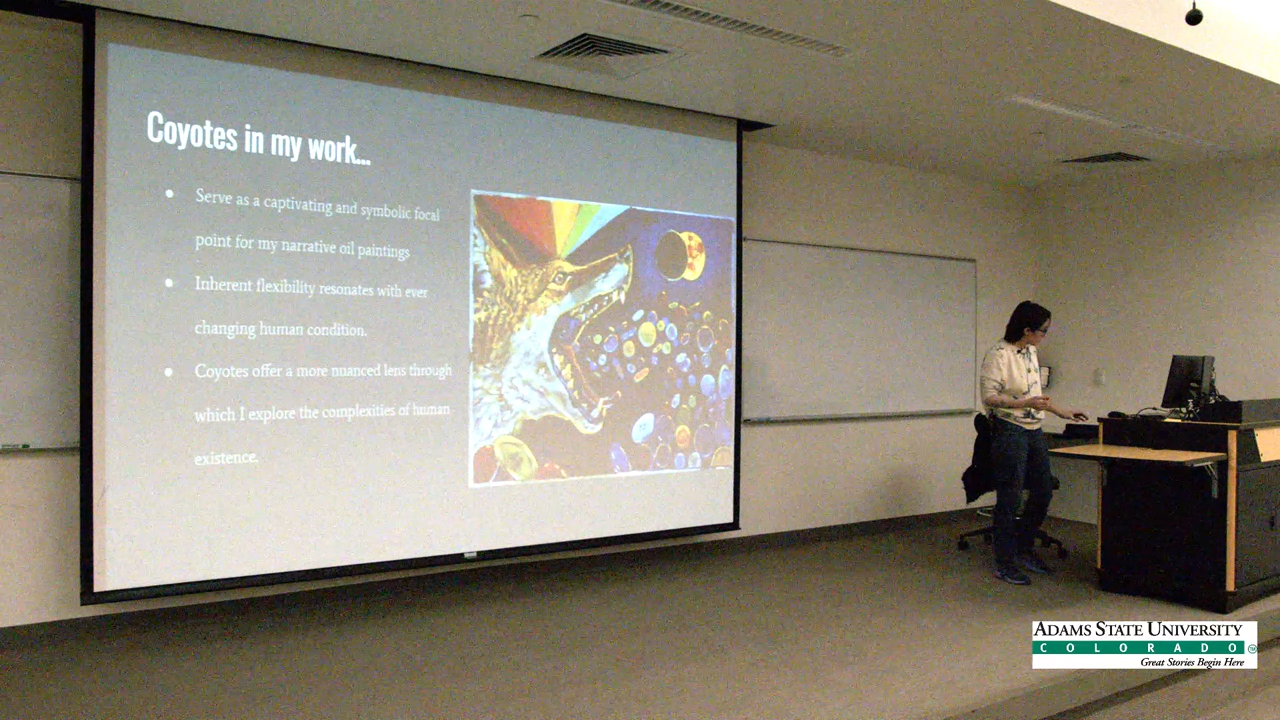 Coyotes in my work...
● Serve as a captivating and symbolic focal
point for my narrative oil paintings
● Inherent flexibility resonates with ever
changing human condition.
● Coyotes offer a more nuanced lens through
which I explore the complexities of human
existence.
ADAMS STATE UNIVERSITY
COLORADO
Great Stories Begin Here